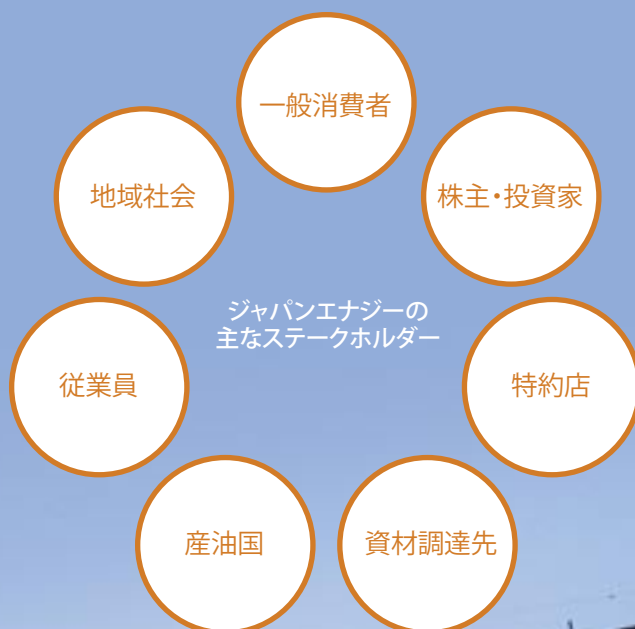 一般消費者
地域社会
株主・投資家
ジャパンエナジーの
主なステークホルダー
従業員
特約店
産油国
資材調達先